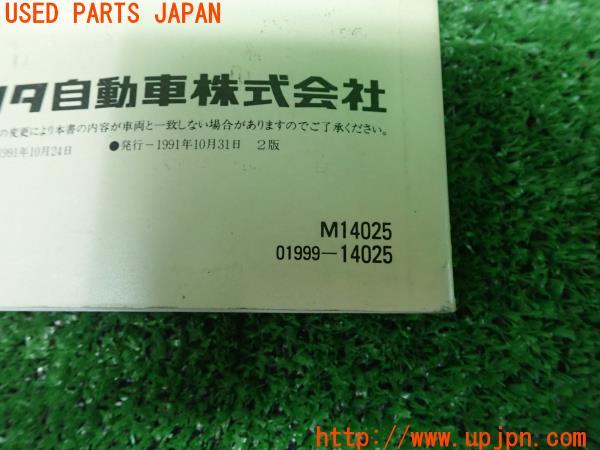 USED PARTS JAPAN
タ自動車株式会社
の変更により本書の内容が車両と一致しない場合がありますのでご了承ください。
1991年10月24日 ●発行−1991年10月31日 2版
M14025
01999−14025
http://www.upjpn.com